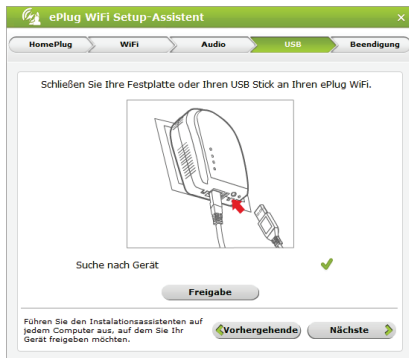 ePlug WiFi Setup-Assistent
HomePlug WiFi Audio USB Beendigung
Schließen Sie Ihre Festplatte oder Ihren USB Stick an Ihren ePlug WiFi.
Suche nach Gerät
Freigabe
Führen Sie den Instalationsassistenten auf
jedem Computer aus, auf dem Sie Ihr
Gerät freigeben möchten.
Vorhergehende Nächste